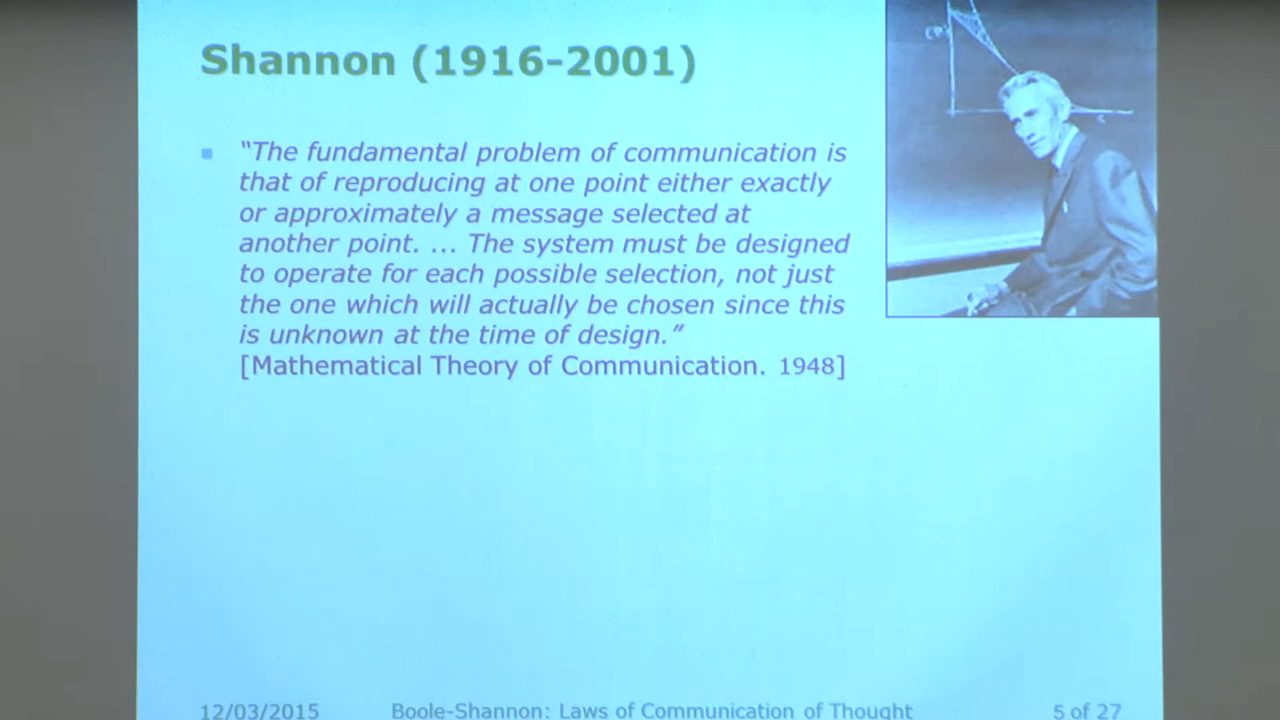 Shannon (1916-2001)
“The fundamental problem of communication is
that of reproducing at one point either exactly
or approximately a message selected at
another point. ... The system must be designed
to operate for each possible selection, not just
the one which will actually be chosen since this
is unknown at the time of design.”
[Mathematical Theory of Communication. 1948]
12/03/2015
Boole-Shannon: Laws of Communication of Thought
5 of 27